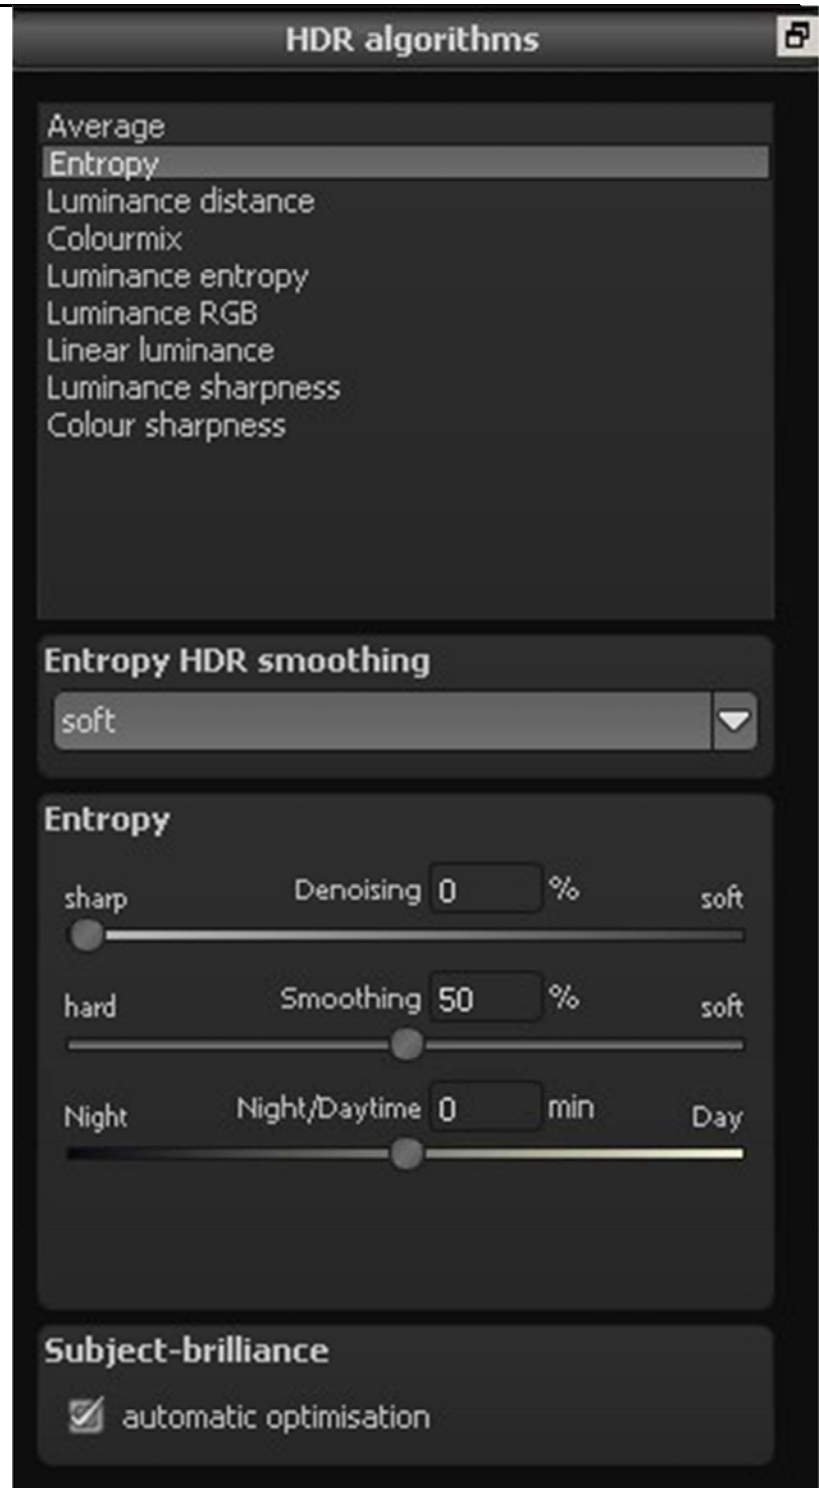 HDR algorithms
Average
Entropy
Luminance distance
Colourmix
Luminance entropy
Luminance RGB
Linear luminance
Luminance sharpness
Colour sharpness
Entropy HDR smoothing
soft
Entropy
sharp Denoising 0 % soft
hard Smoothing 50 % soft
Night Night/Daytime 0 min Day
Subject-brilliance
automatic optimisation